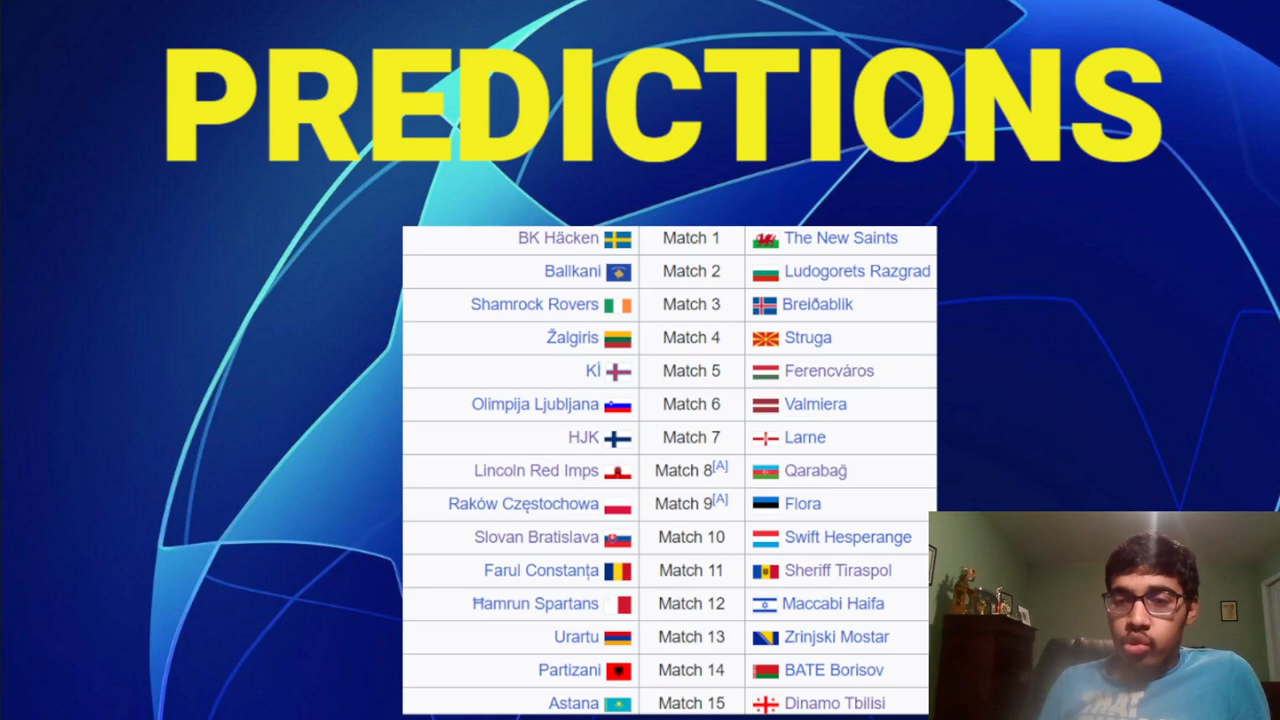 PREDICTIONS
BK Häcken Match 1 The New Saints
Ballkani Match 2 Ludogorets Razgrad
Shamrock Rovers Match 3 Breiðablik
Žalgiris Match 4 Struga
KÍ Match 5 Ferencváros
Olimpija Ljubljana Match 6 Valmiera
HJK Match 7 Larne
Lincoln Red Imps Match 8[A] Qarabağ
Raków Częstochowa Match 9[A] Flora
Slovan Bratislava Match 10 Swift Hesperange
Farul Constanța Match 11 Sheriff Tiraspol
Ħamrun Spartans Match 12 Maccabi Haifa
Urartu Match 13 Zrinjski Mostar
Partizani Match 14 BATE Borisov
Astana Match 15 Dinamo Tbilisi